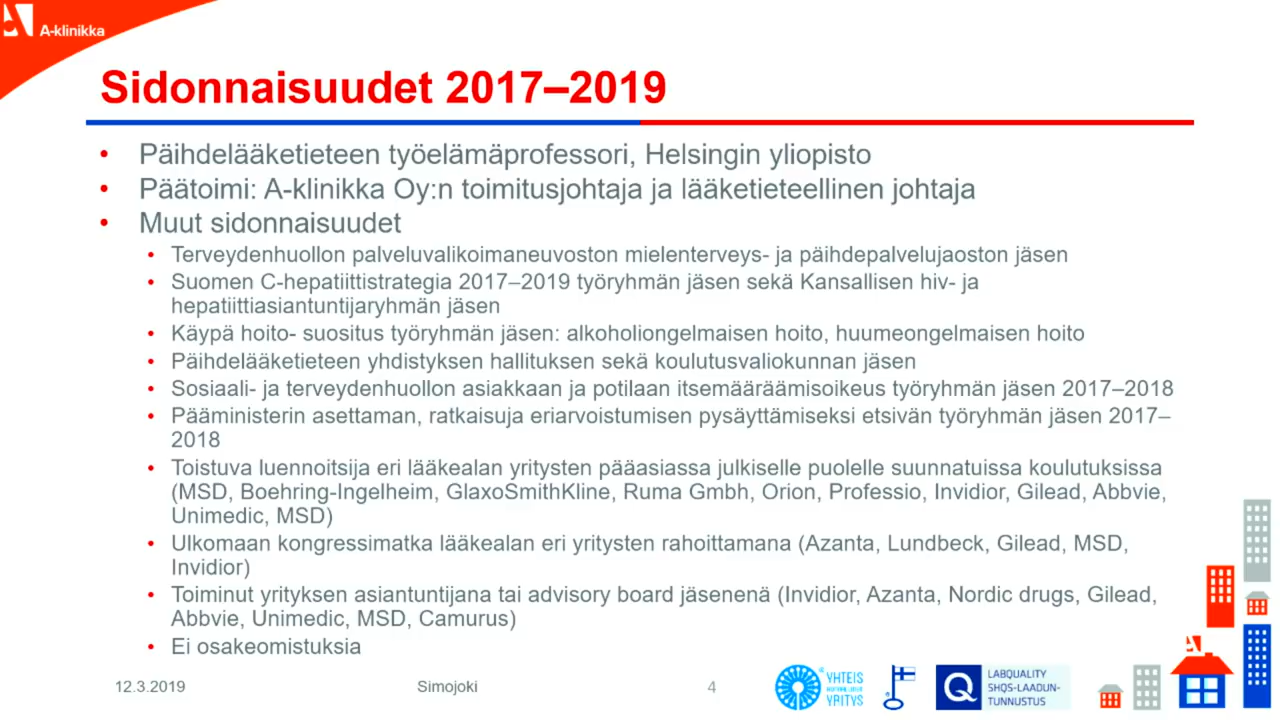 A-klinikka
Sidonnaisuudet 2017–2019
• Päihdelääketieteen työelämäprofessori, Helsingin yliopisto
• Päätoimi: A-klinikka Oy:n toimitusjohtaja ja lääketieteellinen johtaja
• Muut sidonnaisuudet
• Terveydenhuollon palveluvalikoimaneuvoston mielenterveys- ja päihdepalvelujaoston jäsen
• Suomen C-hepatiittistrategia 2017–2019 työryhmän jäsen sekä Kansallisen hiv- ja
hepatiittiasiantuntijaryhmän jäsen
• Käypä hoito- suositus työryhmän jäsen: alkoholiongelmaisen hoito, huumeongelmaisen hoito
• Päihdelääketieteen yhdistyksen hallituksen sekä koulutusvaliokunnan jäsen
• Sosiaali- ja terveydenhuollon asiakkaan ja potilaan itsemääräämisoikeus työryhmän jäsen 2017–2018
• Pääministerin asettaman, ratkaisuja eriarvoistumisen pysäyttämiseksi etsivän työryhmän jäsen 2017–
2018
• Toistuva luennoitsija eri lääkealan yritysten pääasiassa julkiselle puolelle suunnatuissa koulutuksissa
(MSD, Boehring-Ingelheim, GlaxoSmithKline, Ruma Gmbh, Orion, Professio, Invidior, Gilead, Abbvie,
Unimedic, MSD)
• Ulkomaan kongressimatka lääkealan eri yritysten rahoittamana (Azanta, Lundbeck, Gilead, MSD,
Invidior)
• Toiminut yrityksen asiantuntijana tai advisory board jäsenenä (Invidior, Azanta, Nordic drugs, Gilead,
Abbvie, Unimedic, MSD, Camurus)
• Ei osakeomistuksia
12.3.2019
Simojoki
4
YHTEIS
YRITYS
Q
LABQUALITY
SHQS-LAADUN-
TUNNUSTUS